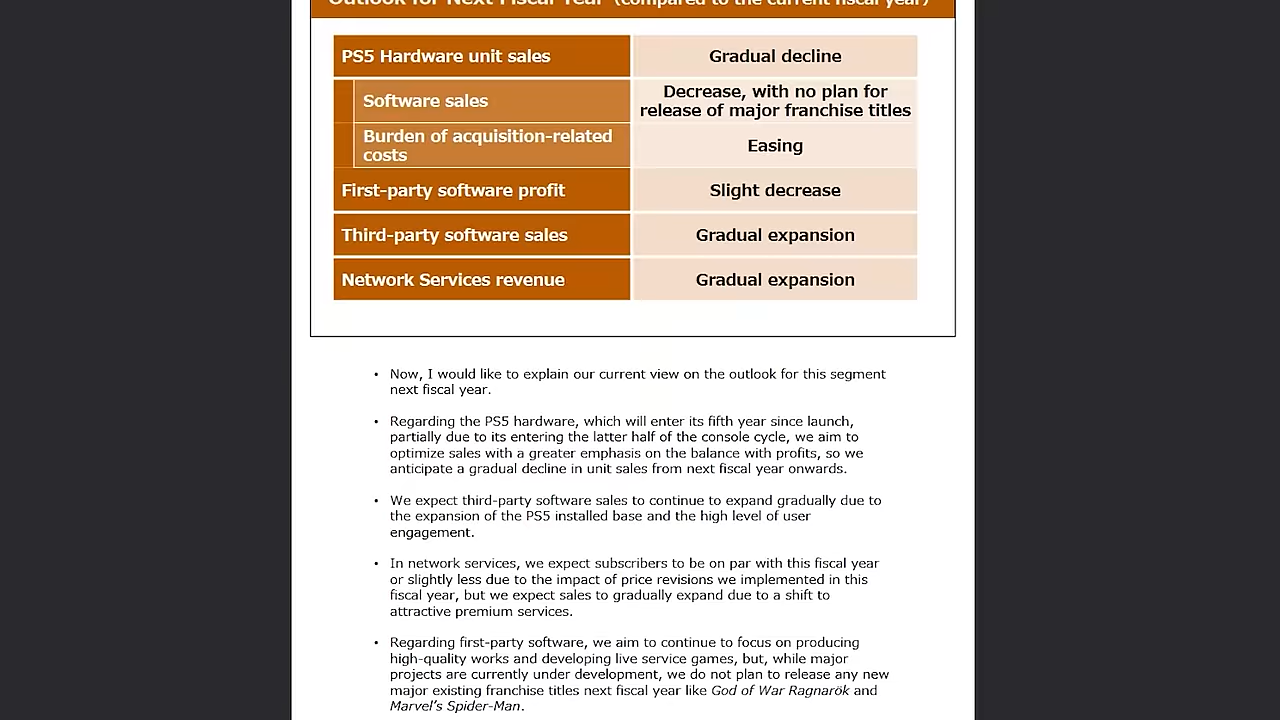 Outlook for Next Fiscal Year (compared to the current fiscal year)
PS5 Hardware unit sales
Gradual decline
Software sales
Decrease, with no plan for
release of major franchise titles
Burden of acquisition-related
costs
Easing
First-party software profit
Slight decrease
Third-party software sales
Gradual expansion
Network Services revenue
Gradual expansion
• Now, I would like to explain our current view on the outlook for this segment
next fiscal year.
• Regarding the PS5 hardware, which will enter its fifth year since launch,
partially due to its entering the latter half of the console cycle, we aim to
optimize sales with a greater emphasis on the balance with profits, so we
anticipate a gradual decline in unit sales from next fiscal year onwards.
• We expect third-party software sales to continue to expand gradually due to
the expansion of the PS5 installed base and the high level of user
engagement.
• In network services, we expect subscribers to be on par with this fiscal year
or slightly less due to the impact of price revisions we implemented in this
fiscal year, but we expect sales to gradually expand due to a shift to
attractive premium services.
• Regarding first-party software, we aim to continue to focus on producing
high-quality works and developing live service games, but, while major
projects are currently under development, we do not plan to release any new
major existing franchise titles next fiscal year like God of War Ragnarök and
Marvel's Spider-Man.